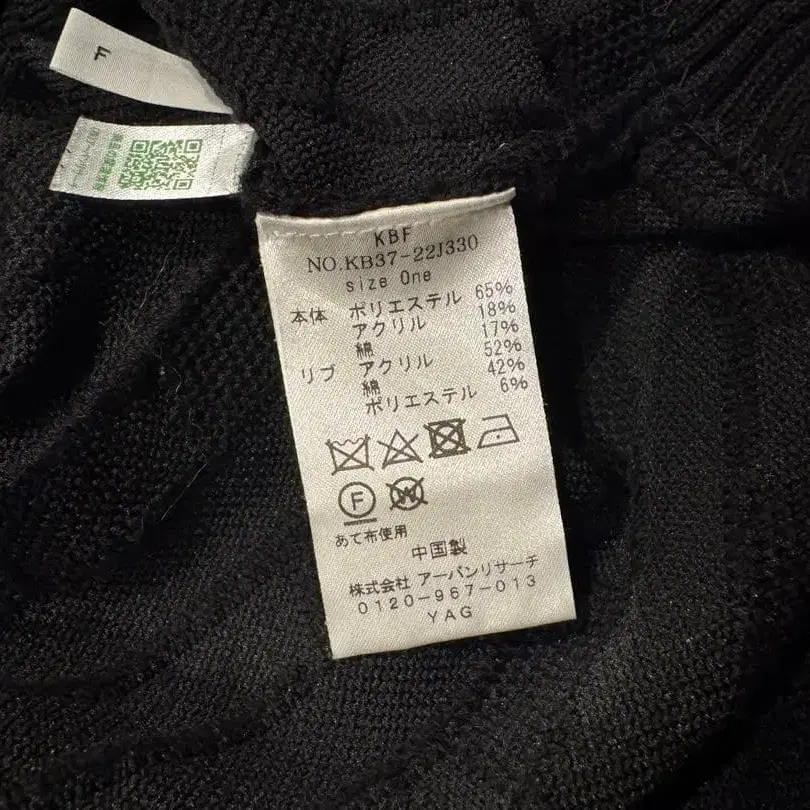 F
KBF
NO.KB37-22J330
size One
本体 ポリエステル 65%
アクリル 18%
綿 17%
リブ アクリル 52%
綿 42%
ポリエステル 6%
F
W
あて布使用
中国製
株式会社 アーバンリサーチ
0120-967-013
YAG